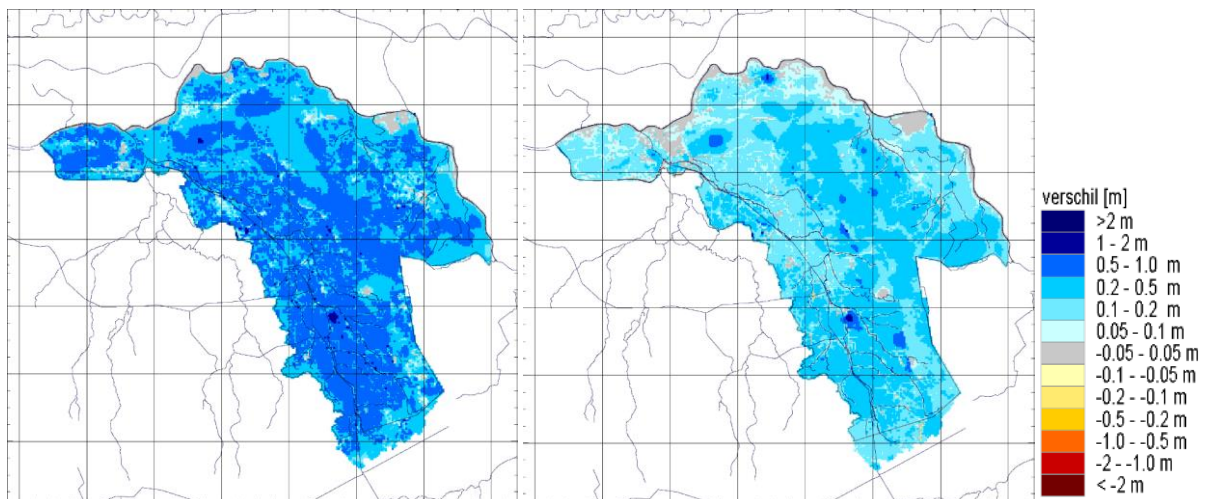 verschil [m]
>2 m
1 - 2 m
0.5 - 1.0 m
0.2 - 0.5 m
0.1 - 0.2 m
0.05 - 0.1 m
-0.05 - 0.05 m
-0.1 - -0.05 m
-0.2 - -0.1 m
-0.5 - -0.2 m
-1.0 - -0.5 m
-2 - -1.0 m
< -2 m